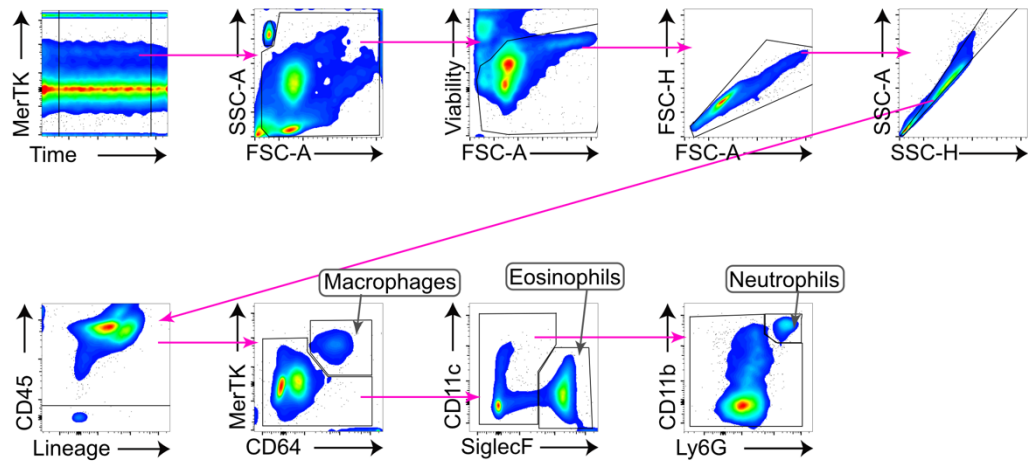 MerTK
Time
SSC-A
FSC-A
Viability
FSC-A
FSC-H
FSC-A
SSC-A
SSC-H
Macrophages
Eosinophils
Neutrophils
CD45
Lineage
MerTK
CD64
CD11c
SiglecF
CD11b
Ly6G